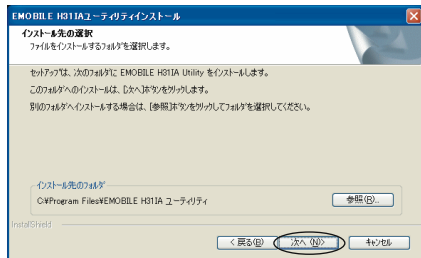 EMOBILE H31IAユーティリティインストール
インストール先の選択
ファイルをインストールするフォルダを選択します。
セットアップは、次のフォルダに EMOBILE H31IA Utility をインストールします。
このフォルダへのインストールは、[次へ]ボタンをクリックします。
別のフォルダへインストールする場合は、[参照]ボタンをクリックしてフォルダを選択してください。
インストール先のフォルダ
C:¥Program Files¥EMOBILE H31IA ユーティリティ
参照(R)...
InstallShield
< 戻る(B)
次へ (N)>
キャンセル